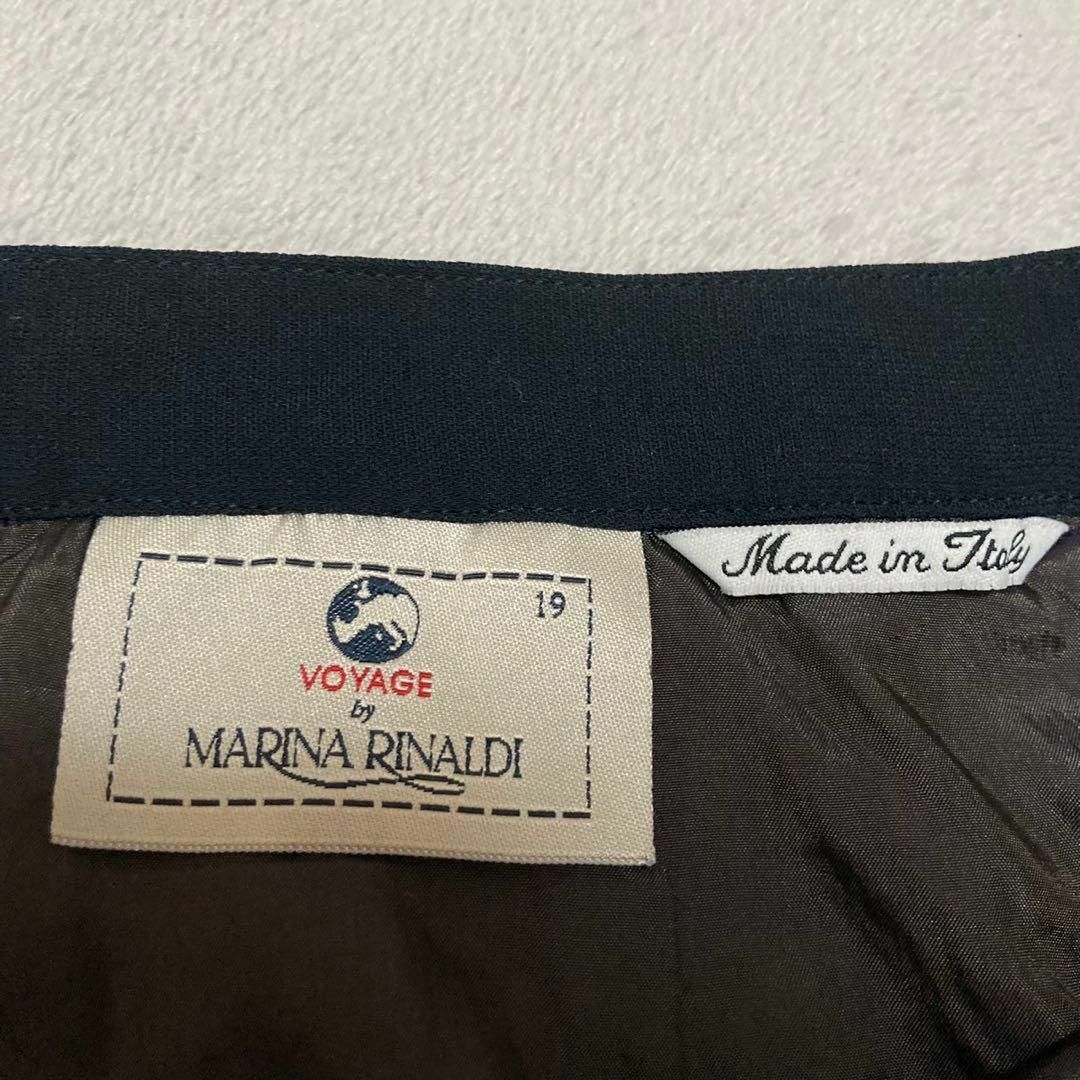 19
VOYAGE
by
MARINA RINALDI
Made in Italy